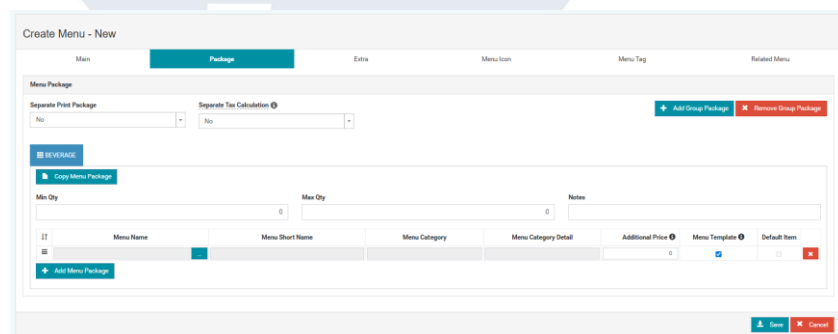 Create Menu - New
Main Package Extra Menu Icon Menu Tag Related Menu
Menu Package
Separate Print Package Separate Tax Calculation
No No
Add Group Package Remove Group Package
BEVERAGE
Copy Menu Package
Min Qty Max Qty Notes
0 0
Menu Name Menu Short Name Menu Category Menu Category Detail Additional Price Menu Template Default Item
... 0
Add Menu Package
Save Cancel